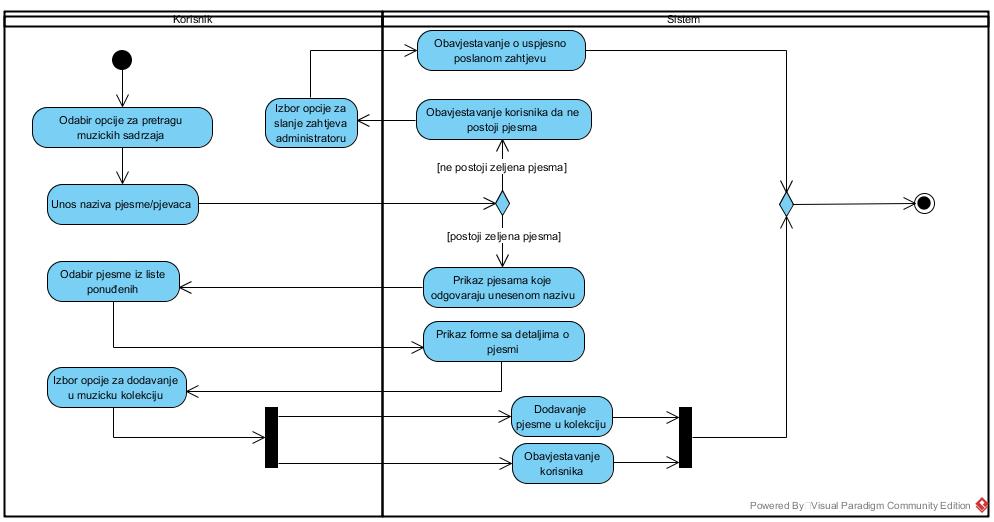 Korisnik
Sistem
Obavjestavanje o uspjesno
poslanom zahtjevu
Odabir opcije za pretragu
muzickih sadrzaja
Izbor opcije za
slanje zahtjeva
administratoru
Obavjestavanje korisnika da ne
postoji pjesma
[ne postoji zeljena pjesma]
Unos naziva pjesme/pjevaca
[postoji zeljena pjesma]
Odabir pjesme iz liste
ponuđenih
Prikaz pjesama koje
odgovaraju unesenom nazivu
Prikaz forme sa detaljima o
pjesmi
Izbor opcije za dodavanje
u muzicku kolekciju
Dodavanje
pjesme u kolekciju
Obavjestavanje
korisnika
Powered By Visual Paradigm Community Edition